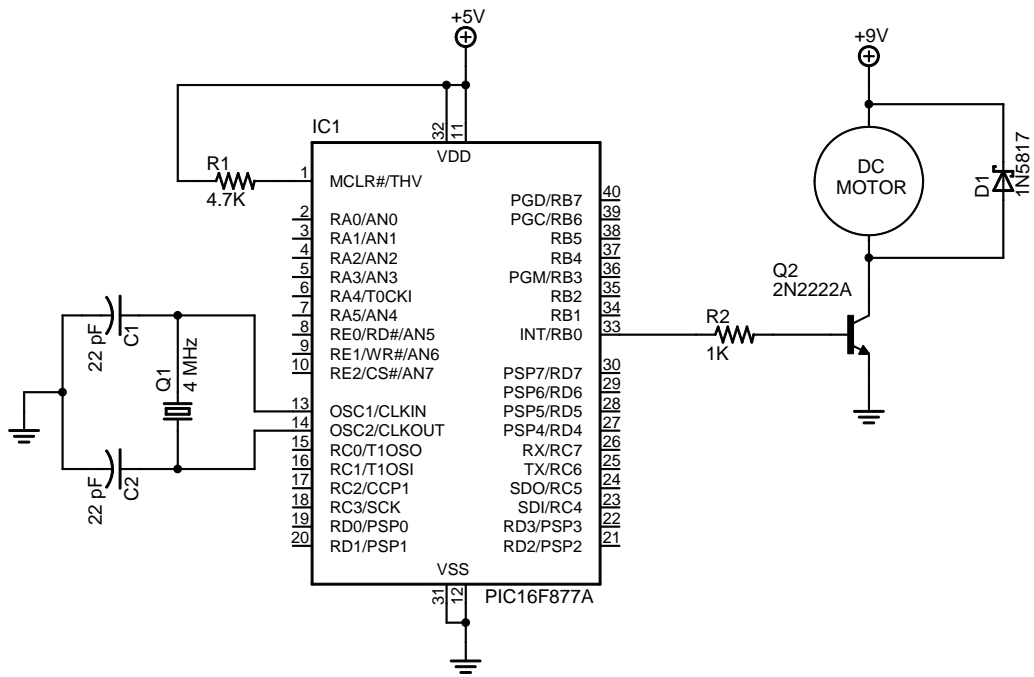 +5V
+9V
IC1
32
11
VDD
R1
4.7K
1
MCLR#/THV
2
RA0/AN0
3
RA1/AN1
4
RA2/AN2
5
RA3/AN3
6
RA4/T0CKI
7
RA5/AN4
8
RE0/RD#/AN5
9
RE1/WR#/AN6
10
RE2/CS#/AN7
13
OSC1/CLKIN
14
OSC2/CLKOUT
15
RC0/T1OSO
16
RC1/T1OSI
17
RC2/CCP1
18
RC3/SCK
19
RD0/PSP0
20
RD1/PSP1
PGD/RB7
40
PGC/RB6
39
RB5
38
RB4
37
PGM/RB3
36
RB2
35
RB1
34
INT/RB0
33
PSP7/RD7
30
PSP6/RD6
29
PSP5/RD5
28
PSP4/RD4
27
RX/RC7
26
TX/RC6
25
SDO/RC5
24
SDI/RC4
23
RD3/PSP3
22
RD2/PSP2
21
VSS
31
12
PIC16F877A
22 pF
C1
Q1
4 MHz
22 pF
C2
R2
1K
Q2
2N2222A
DC
MOTOR
D1
1N5817